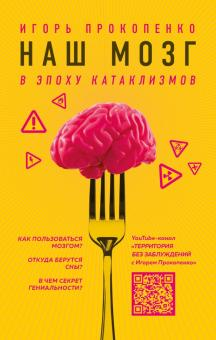 ИГОРЬ ПРОКОПЕНКО
НАШ МОЗГ
В ЭПОХУ КАТАКЛИЗМОВ
КАК ПОЛЬЗОВАТЬСЯ
МОЗГОМ?
ОТКУДА БЕРУТСЯ
СНЫ?
В ЧЕМ СЕКРЕТ
ГЕНИАЛЬНОСТИ?
YouTube-канал
«ТЕРРИТОРИЯ
БЕЗ ЗАБЛУЖДЕНИЙ
с Игорем Прокопенко»